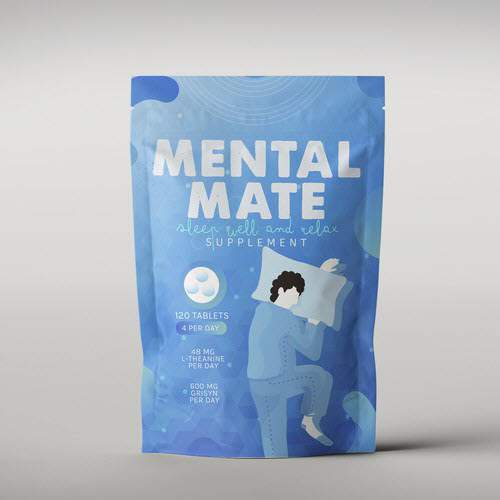 MENTAL
MATE
sleep well and relax
SUPPLEMENT
120 TABLETS
4 PER DAY
48 MG
L-THEANINE
PER DAY
600 MG
GRISYN
PER DAY